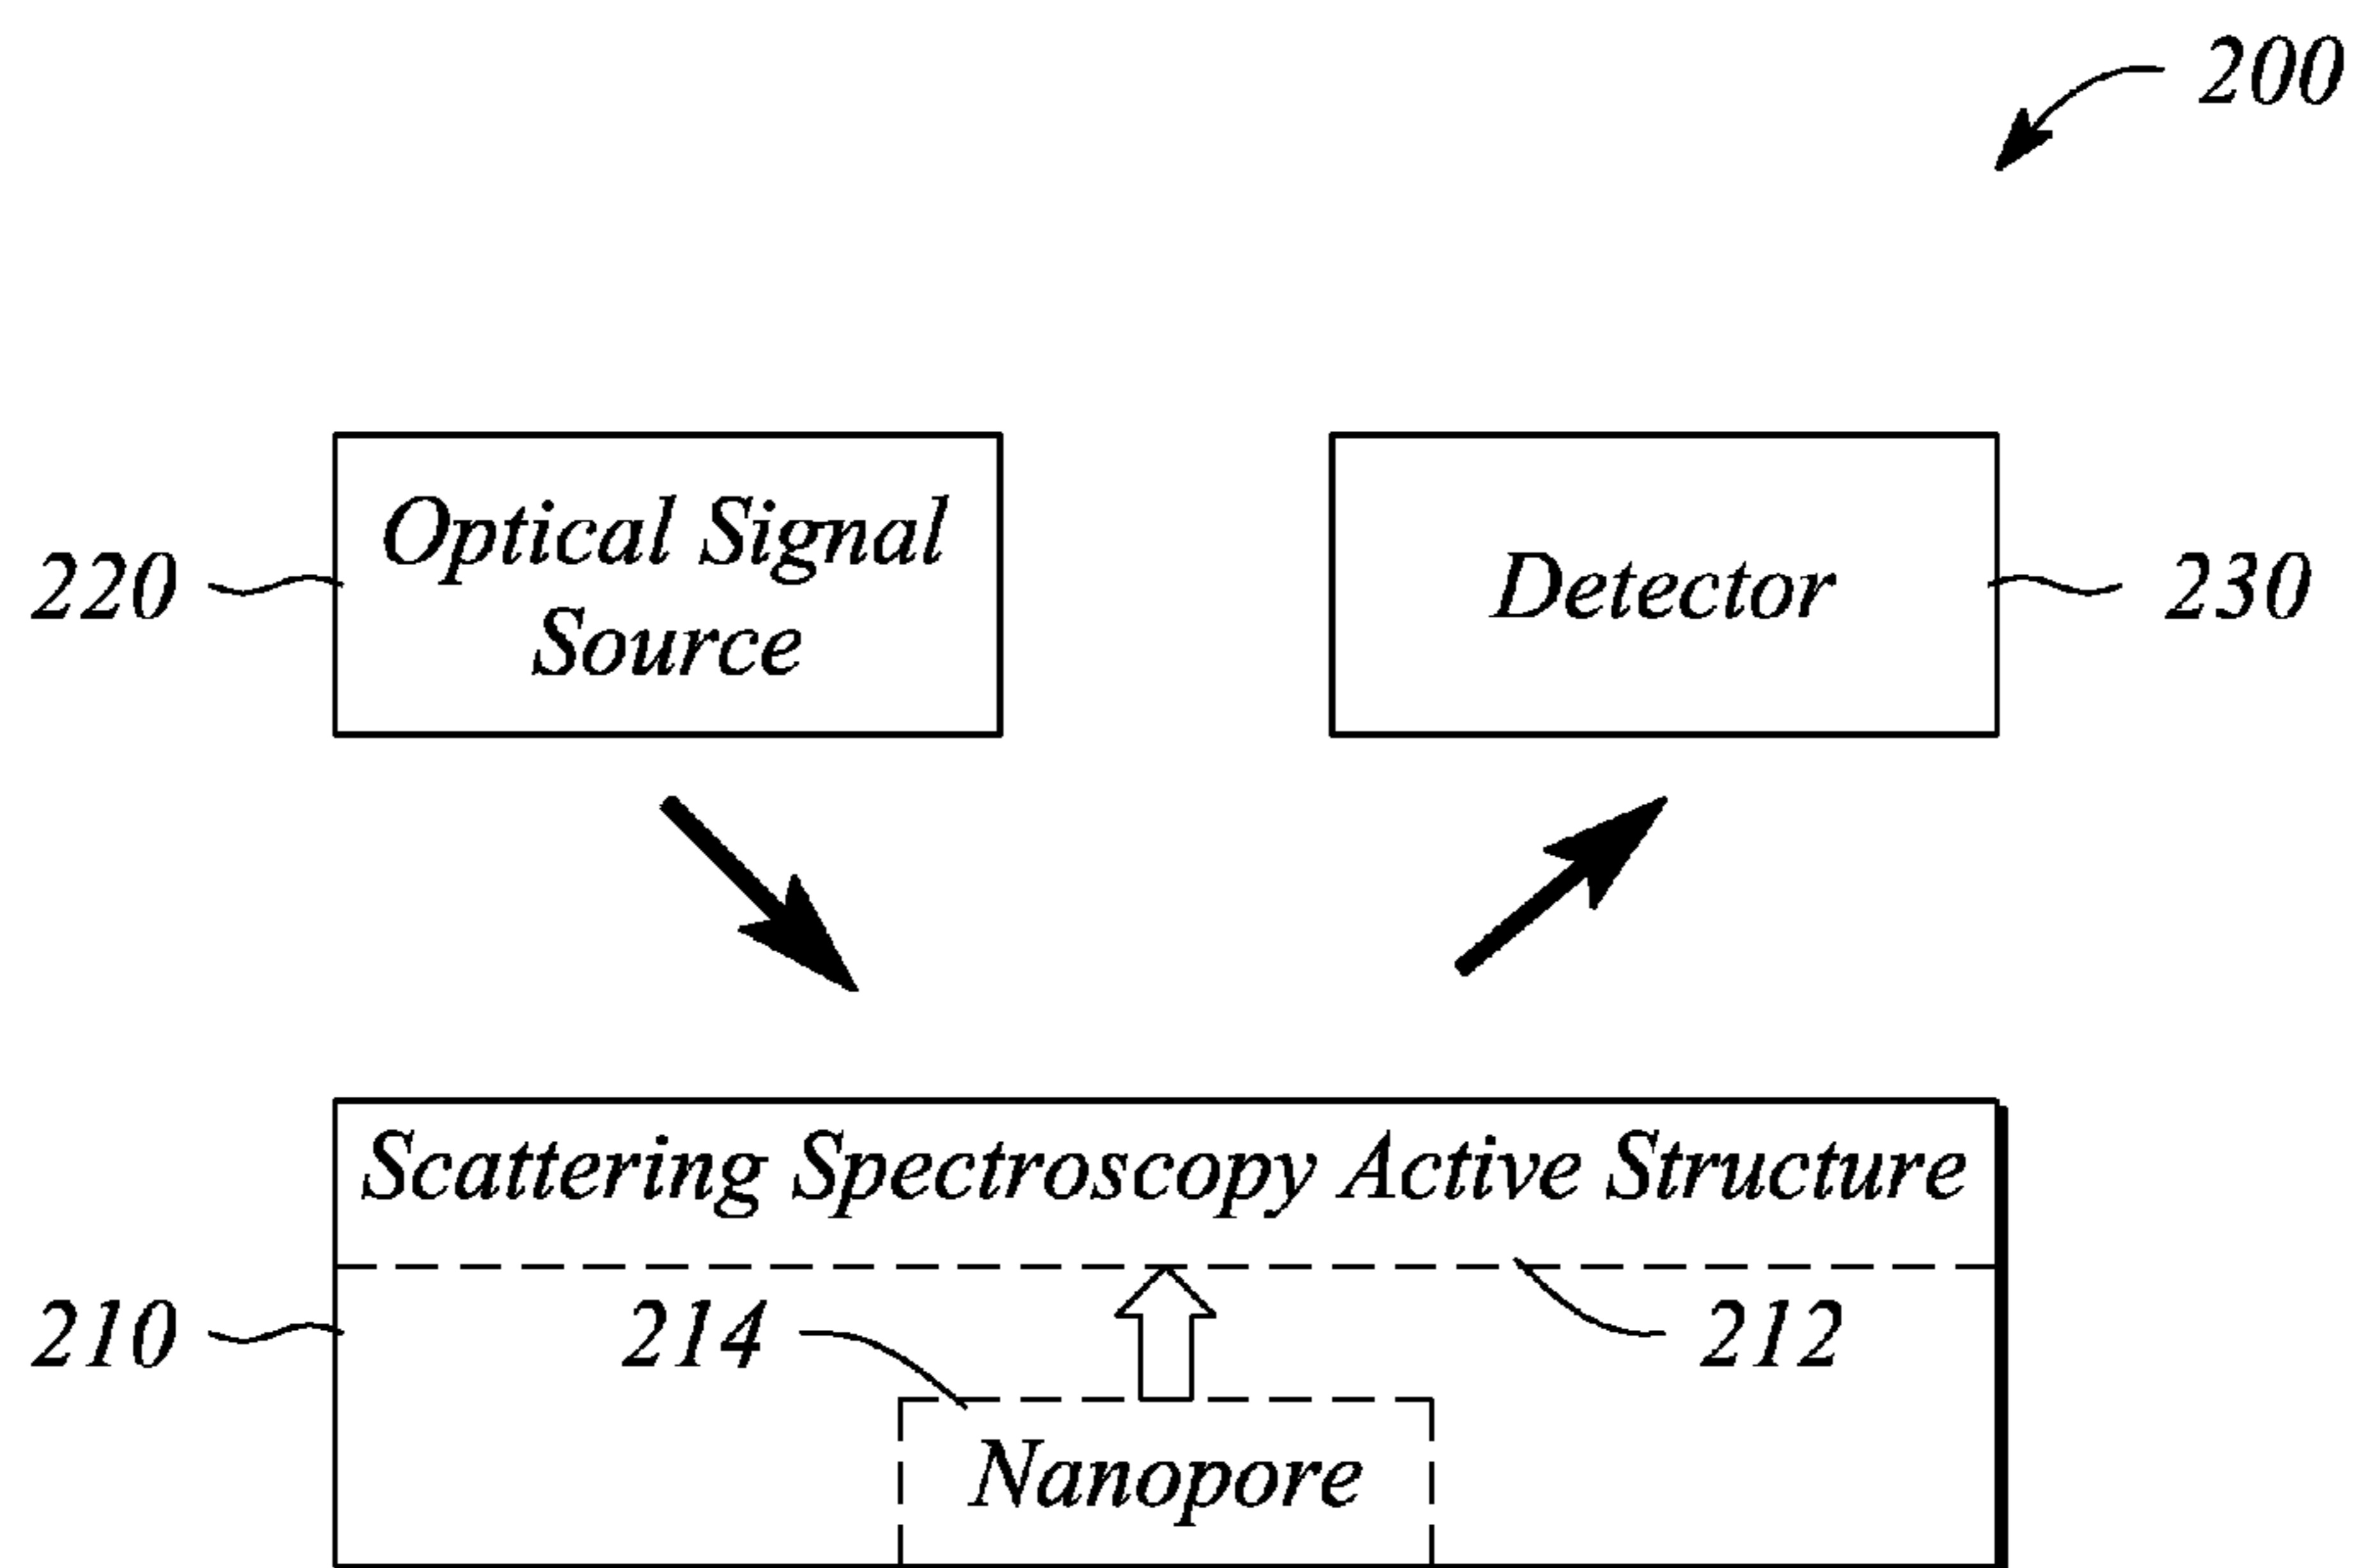 200
Optical Signal
Source
220
Detector
230
Scattering Spectroscopy Active Structure
210
214
212
Nanopore